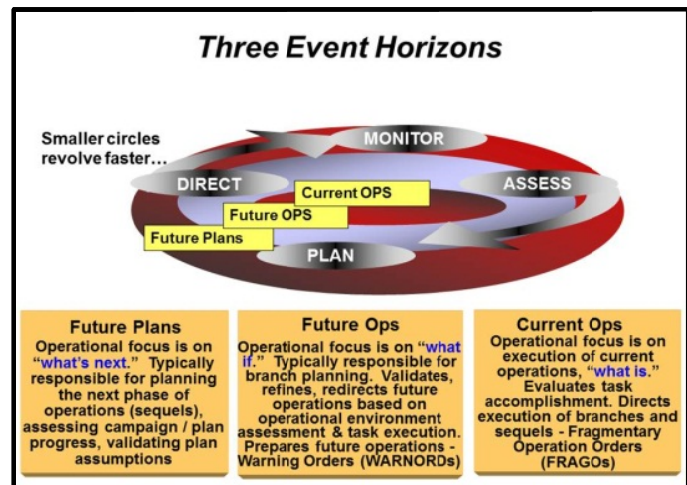 Three Event Horizons
Smaller circles
revolve faster…
MONITOR
DIRECT
ASSESS
Current OPS
Future OPS
Future Plans
PLAN
Future Plans
Operational focus is on
“what’s next.” Typically
responsible for planning
the next phase of
operations (sequels),
assessing campaign / plan
progress, validating plan
assumptions
Future Ops
Operational focus is on “what
if.” Typically responsible for
branch planning. Validates,
refines, redirects future
operations based on
operational environment
assessment & task execution.
Prepares future operations -
Warning Orders (WARNORDs)
Current Ops
Operational focus is on
execution of current
operations, “what is.”
Evaluates task
accomplishment. Directs
execution of branches and
sequels - Fragmentary
Operation Orders
(FRAGOs)